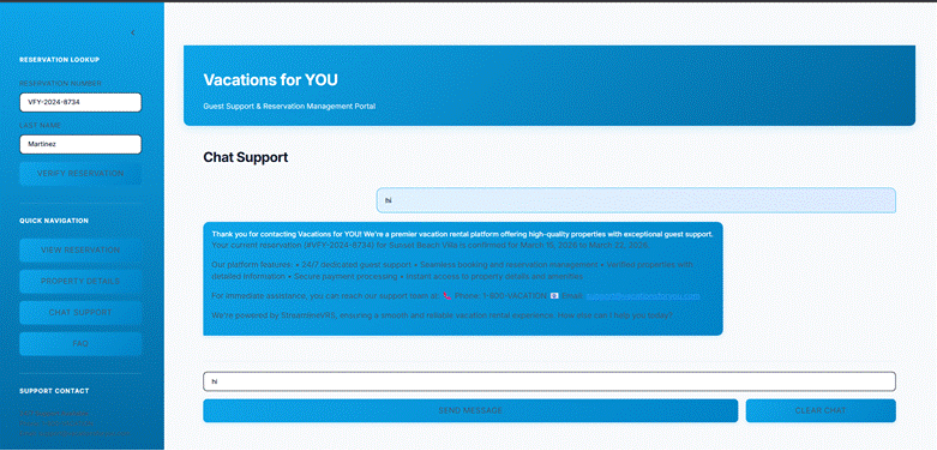 RESERVATION LOOKUP
RESERVATION NUMBER
VFY-2024-8734
LAST NAME
Martinez
VERIFY RESERVATION
QUICK NAVIGATION
VIEW RESERVATION
PROPERTY DETAILS
CHAT SUPPORT
FAQ
SUPPORT CONTACT
Vacations for YOU
Guest Support & Reservation Management Portal
Chat Support
hi
Thank you for contacting Vacations for YOU! We're a premier vacation rental platform offering high-quality properties with exceptional guest support.
Your current reservation (#VFY-2024-8734) for Sunset Beach Villa is confirmed for March 15, 2026 to March 22, 2026.
Our platform features: • 24/7 dedicated guest support • Seamless booking and reservation management • Verified properties with
detailed information • Secure payment processing • Instant access to property details and amenities
For immediate assistance, you can reach our support team at: 📞 Phone: 1-800-VACATION 📧 Email: support@vacationsforyou.com
We're powered by StreamlineVRS, ensuring a smooth and reliable vacation rental experience. How else can I help you today?
hi
SEND MESSAGE
CLEAR CHAT